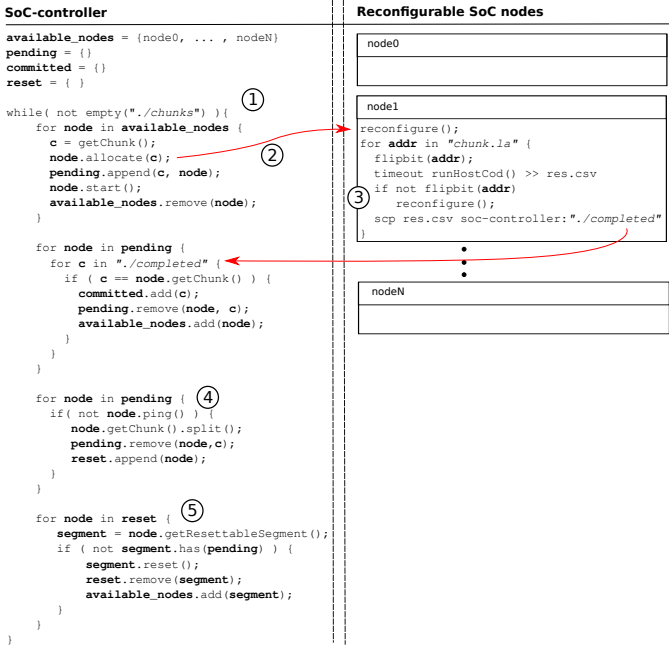 SoC-controller
available_nodes = {node0, ... , nodeN}
pending = {}
committed = {}
reset = { }
1
while( not empty("./chunks") ){
for node in available_nodes {
c = getChunk();
node.allocate(c);
2
pending.append(c, node);
node.start();
available_nodes.remove(node);
}
for node in pending {
for c in "./completed" {
if ( c == node.getChunk() ) {
committed.add(c);
pending.remove(node, c);
available_nodes.add(node);
}
}
}
for node in pending {
4
if( not node.ping() ) {
node.getChunk().split();
pending.remove(node,c);
reset.append(node);
}
}
for node in reset {
5
segment = node.getResettableSegment();
if ( not segment.has(pending) ) {
segment.reset();
reset.remove(segment);
available_nodes.add(segment);
}
}
}
Reconfigurable SoC nodes
node0
node1
reconfigure();
for addr in "chunk.la" {
flipbit(addr);
timeout runHostCod() >> res.csv
3
if not flipbit(addr)
reconfigure();
scp res.csv soc-controller:"./completed"
}
nodeN